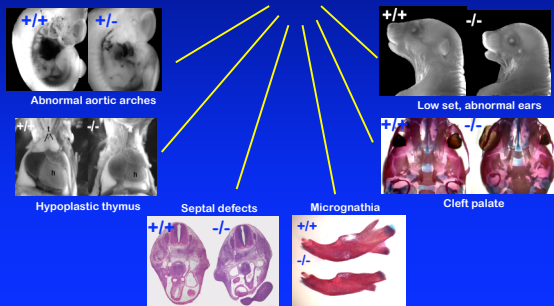 +/+ +/-
Abnormal aortic arches
+/+ -/-
Low set, abnormal ears
+/+ t -/-
h h
Hypoplastic thymus
+/+ -/-
Cleft palate
Septal defects
+/+ -/-
Micrognathia
+/+
-/-